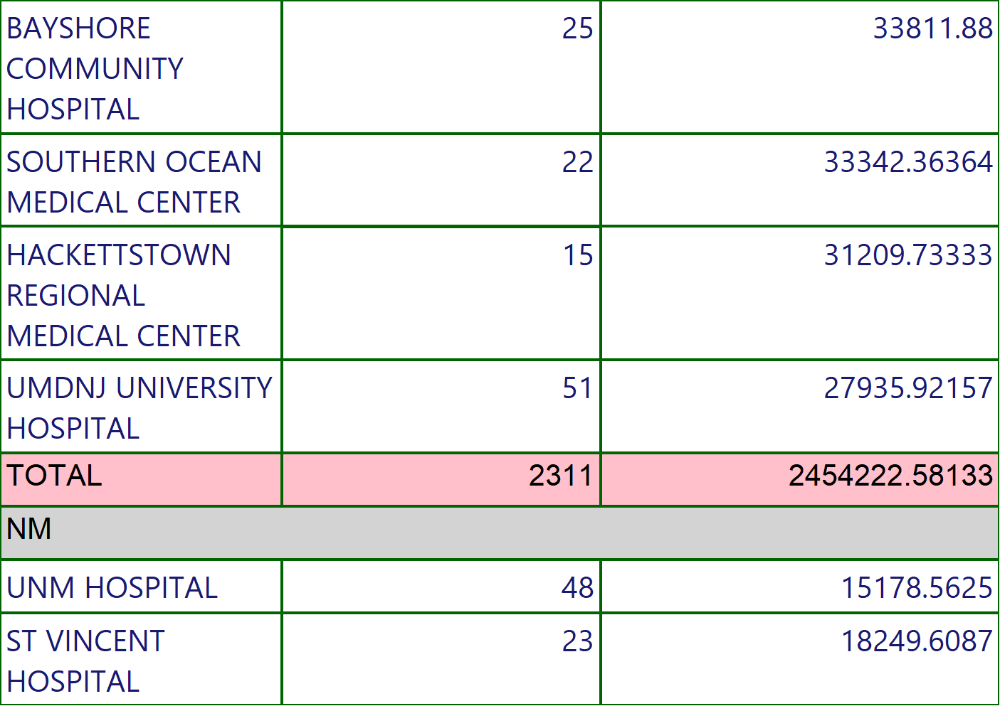 BAYSHORE 25 33811.88
COMMUNITY
HOSPITAL
SOUTHERN OCEAN 22 33342.36364
MEDICAL CENTER
HACKETTSTOWN 15 31209.73333
REGIONAL
MEDICAL CENTER
UMDNJ UNIVERSITY 51 27935.92157
HOSPITAL
TOTAL 2311 2454222.58133
NM
UNM HOSPITAL 48 15178.5625
ST VINCENT 23 18249.6087
HOSPITAL